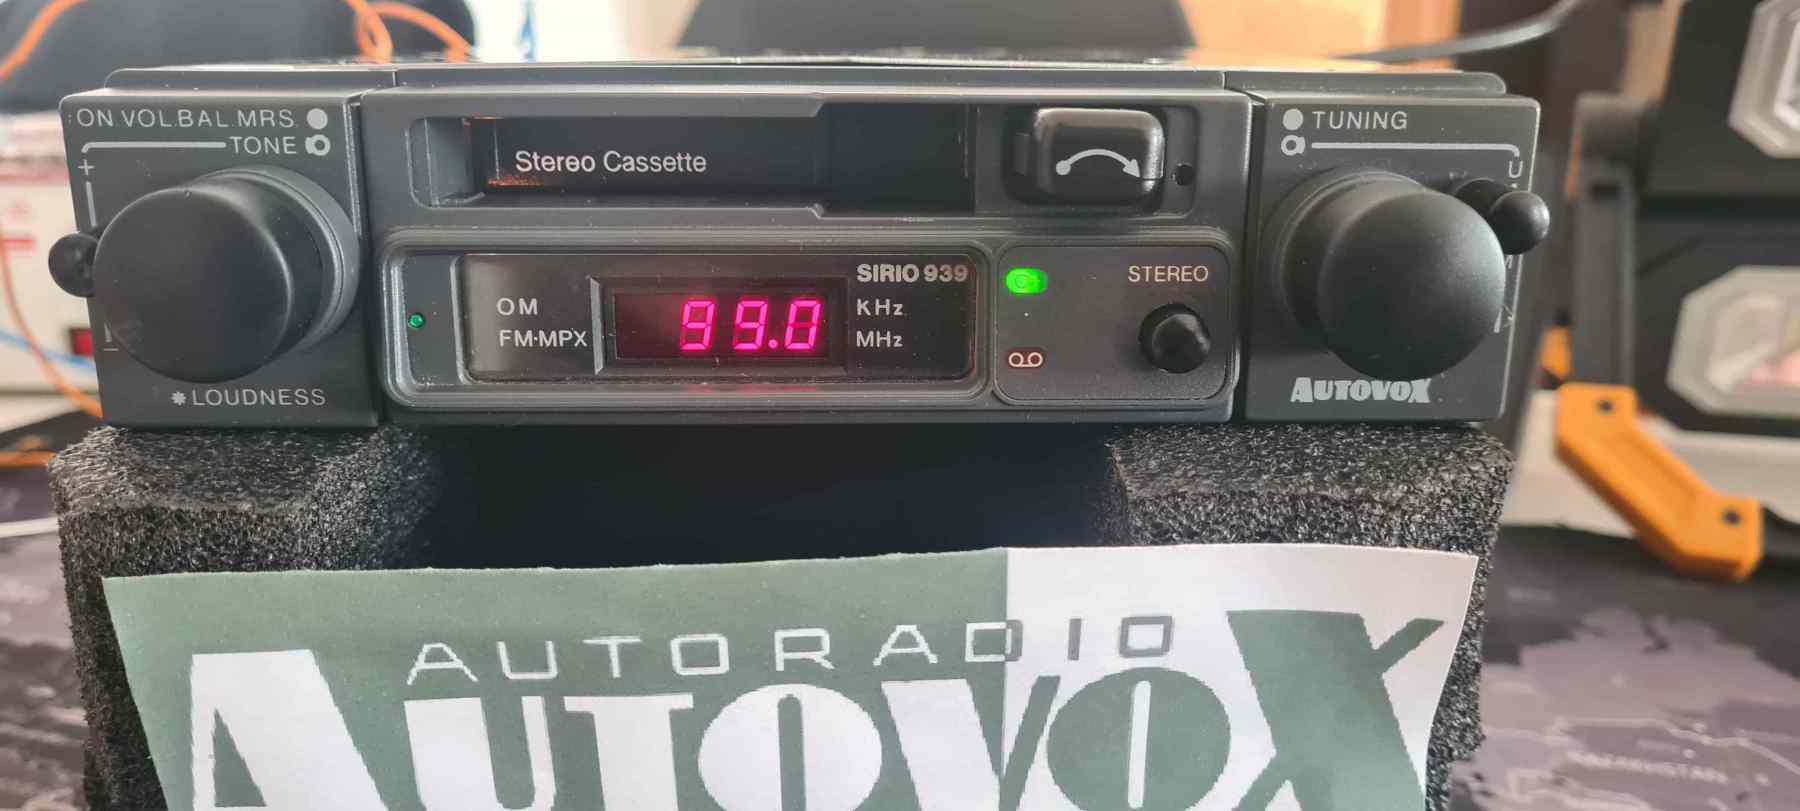 ON VOL.BAL.MRS.
TONE
+
Stereo Cassette
TUNING
U
M
SIRIO 939
OM
KHz
99.0
FM·MPX
MHz
STEREO
LOUDNESS
AUTOVOX
AUTORADIO
AUTOVOX
KAZAKHSTAN